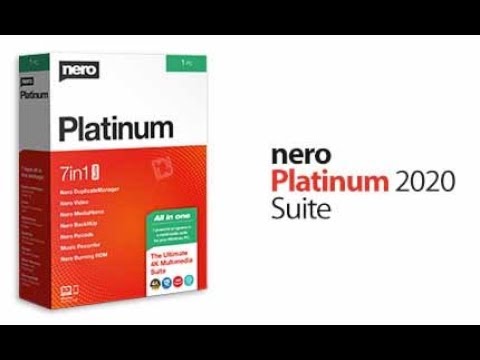 nero
1 PC
Platinum
7in1
Nero DuplicateManager
Nero Video
Nero MediaHome
Nero BackItUp
Nero Recode
Music Recorder
Nero Burning ROM
All in one
The Ultimate
4K Multimedia
Suite
nero
Platinum 2020
Suite